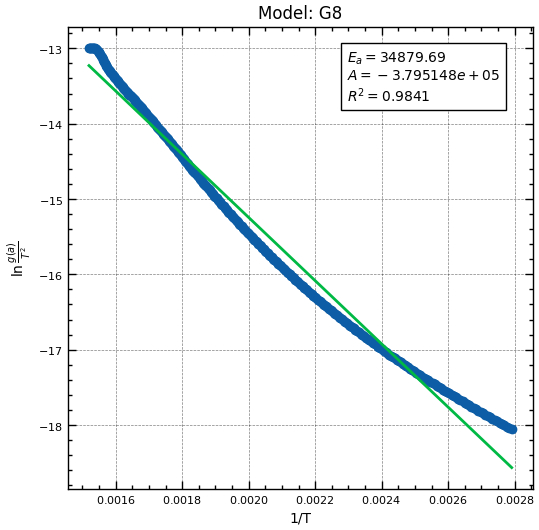 Model: G8
E_a = 34879.69
A = −3.795148e + 05
R^2 = 0.9841
−13
−14
−15
−16
−17
−18
ln g(a)/T^2
0.0016 0.0018 0.0020 0.0022 0.0024 0.0026 0.0028
1/T